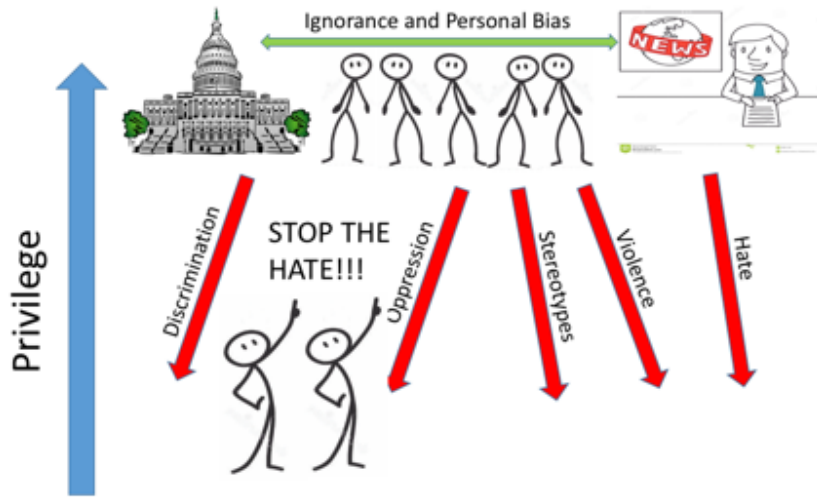 Ignorance and Personal Bias
NEWS
Privilege
STOP THE
HATE!!!
Discrimination
Oppression
Stereotypes
Violence
Hate